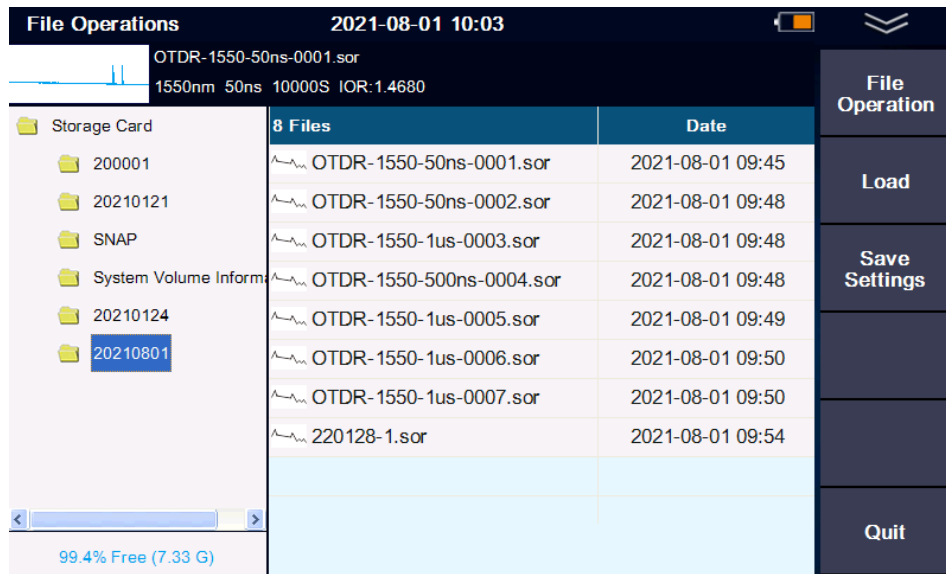 File Operations 2021-08-01 10:03
OTDR-1550-50ns-0001.sor
1550nm 50ns 10000S IOR:1.4680
Storage Card
200001
20210121
SNAP
System Volume Informa
20210124
20210801
99.4% Free (7.33 G)
8 Files Date
OTDR-1550-50ns-0001.sor 2021-08-01 09:45
OTDR-1550-50ns-0002.sor 2021-08-01 09:48
OTDR-1550-1us-0003.sor 2021-08-01 09:48
OTDR-1550-500ns-0004.sor 2021-08-01 09:48
OTDR-1550-1us-0005.sor 2021-08-01 09:49
OTDR-1550-1us-0006.sor 2021-08-01 09:50
OTDR-1550-1us-0007.sor 2021-08-01 09:50
220128-1.sor 2021-08-01 09:54
File
Operation
Load
Save
Settings
Quit